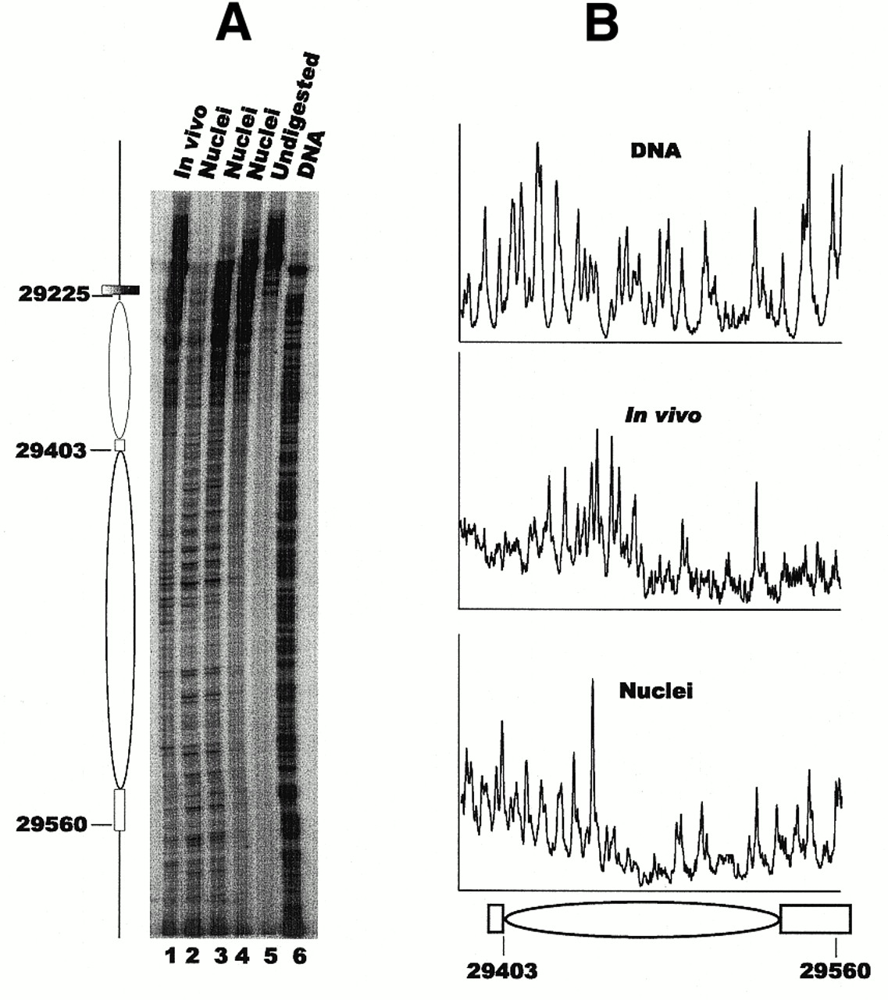 A
B
In vivo
Nuclei
Nuclei
Nuclei
Undigested
DNA
29225
29403
29560
1 2 3 4 5 6
DNA
In vivo
Nuclei
29403
29560